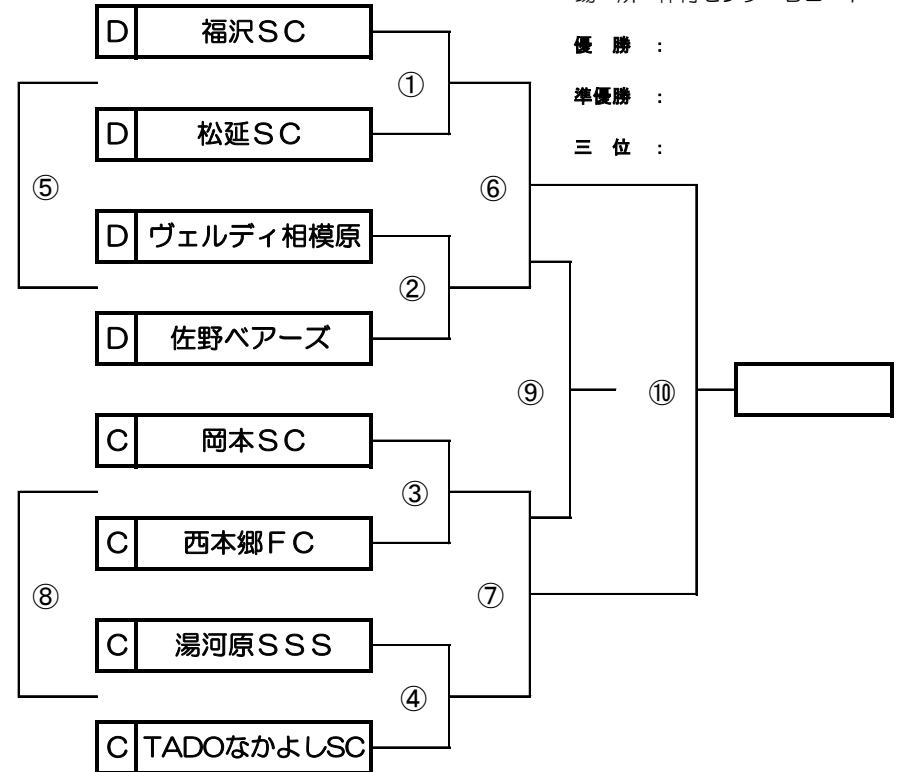 D 福沢ＳＣ
優 勝 :
①
準優勝 :
D 松延ＳＣ
三 位 :
⑤
⑥
D ヴェルディ相模原
②
D 佐野ベアーズ
⑨
⑩
C 岡本ＳＣ
③
C 西本郷ＦＣ
⑧
⑦
C 湯河原ＳＳＳ
④
C TADOなかよしSC